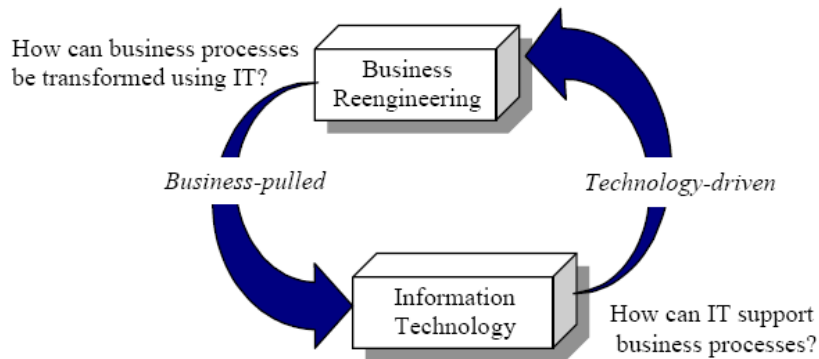 How can business processes
be transformed using IT?
Business
Reengineering
Business-pulled
Technology-driven
Information
Technology
How can IT support
business processes?